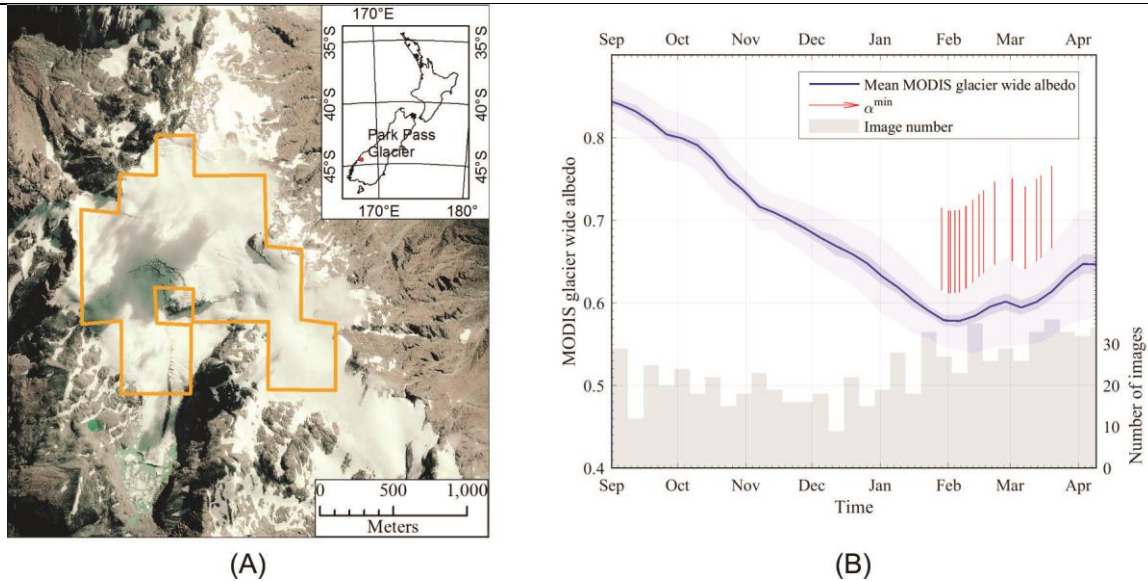 170°E
35°S
35°S
40°S
40°S
45°S
45°S
Park Pass
Glacier
170°E
180°
0
500
1,000
Meters
(A)
Sep Oct Nov Dec Jan Feb Mar Apr
Mean MODIS glacier wide albedo
α^min
Image number
MODIS glacier wide albedo
0.8
0.7
0.6
0.5
0.4
Number of images
30
20
10
0
Sep Oct Nov Dec Jan Feb Mar Apr
Time
(B)